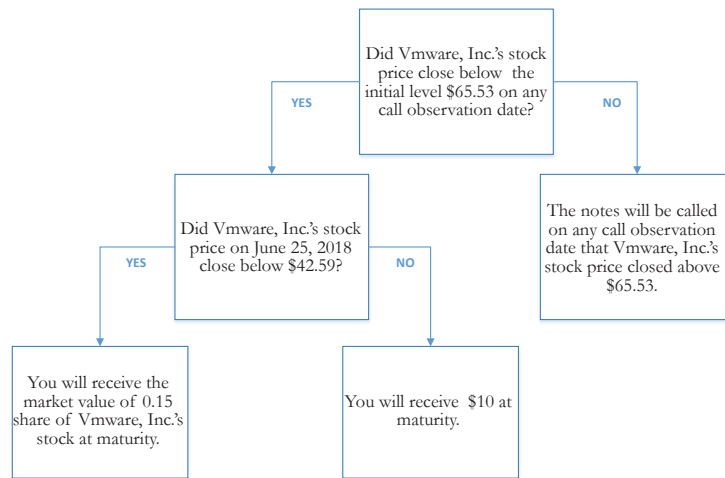 Did Vmware, Inc.'s stock
price close below the
initial level $65.53 on any
call observation date?
YES
NO
Did Vmware, Inc.'s stock
price on June 25, 2018
close below $42.59?
The notes will be called
on any call observation
date that Vmware, Inc.'s
stock price closed above
$65.53.
YES
NO
You will receive the
market value of 0.15
share of Vmware, Inc.'s
stock at maturity.
You will receive $10 at
maturity.